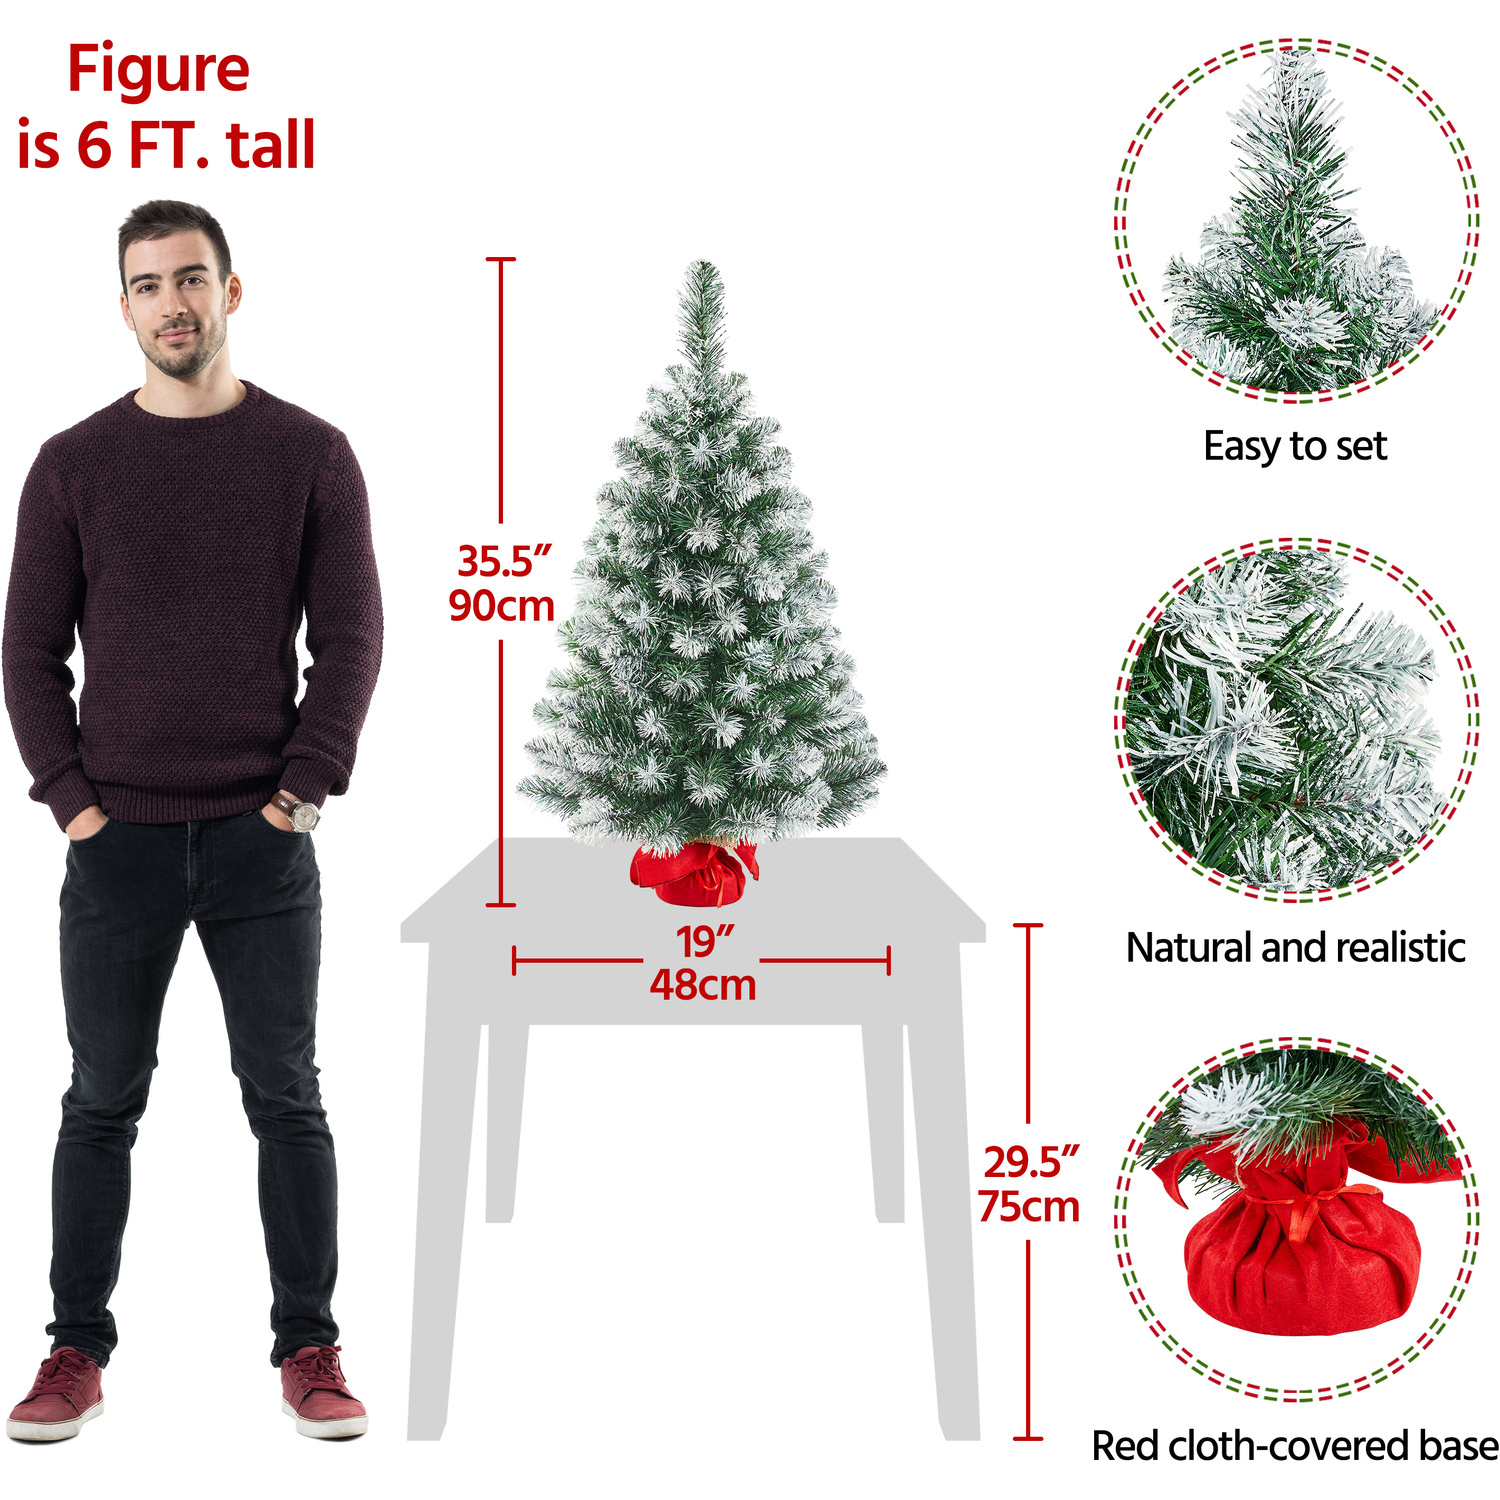 Figure
is 6 FT. tall
35.5″
90cm
19″
48cm
29.5″
75cm
Easy to set
Natural and realistic
Red cloth-covered base